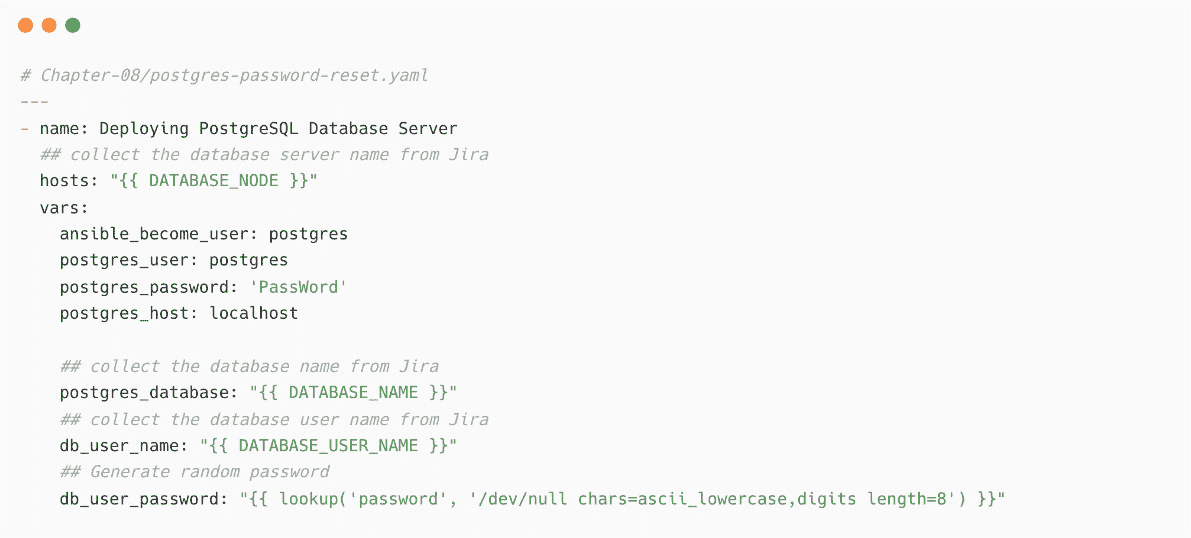 # Chapter-08/postgres-password-reset.yaml
---
- name: Deploying PostgreSQL Database Server
  ## collect the database server name from Jira
  hosts: "{{ DATABASE_NODE }}"
  vars:
    ansible_become_user: postgres
    postgres_user: postgres
    postgres_password: 'PassWord'
    postgres_host: localhost

    ## collect the database name from Jira
    postgres_database: "{{ DATABASE_NAME }}"
    ## collect the database user name from Jira
    db_user_name: "{{ DATABASE_USER_NAME }}"
    ## Generate random password
    db_user_password: "{{ lookup('password', '/dev/null chars=ascii_lowercase,digits length=8') }}"